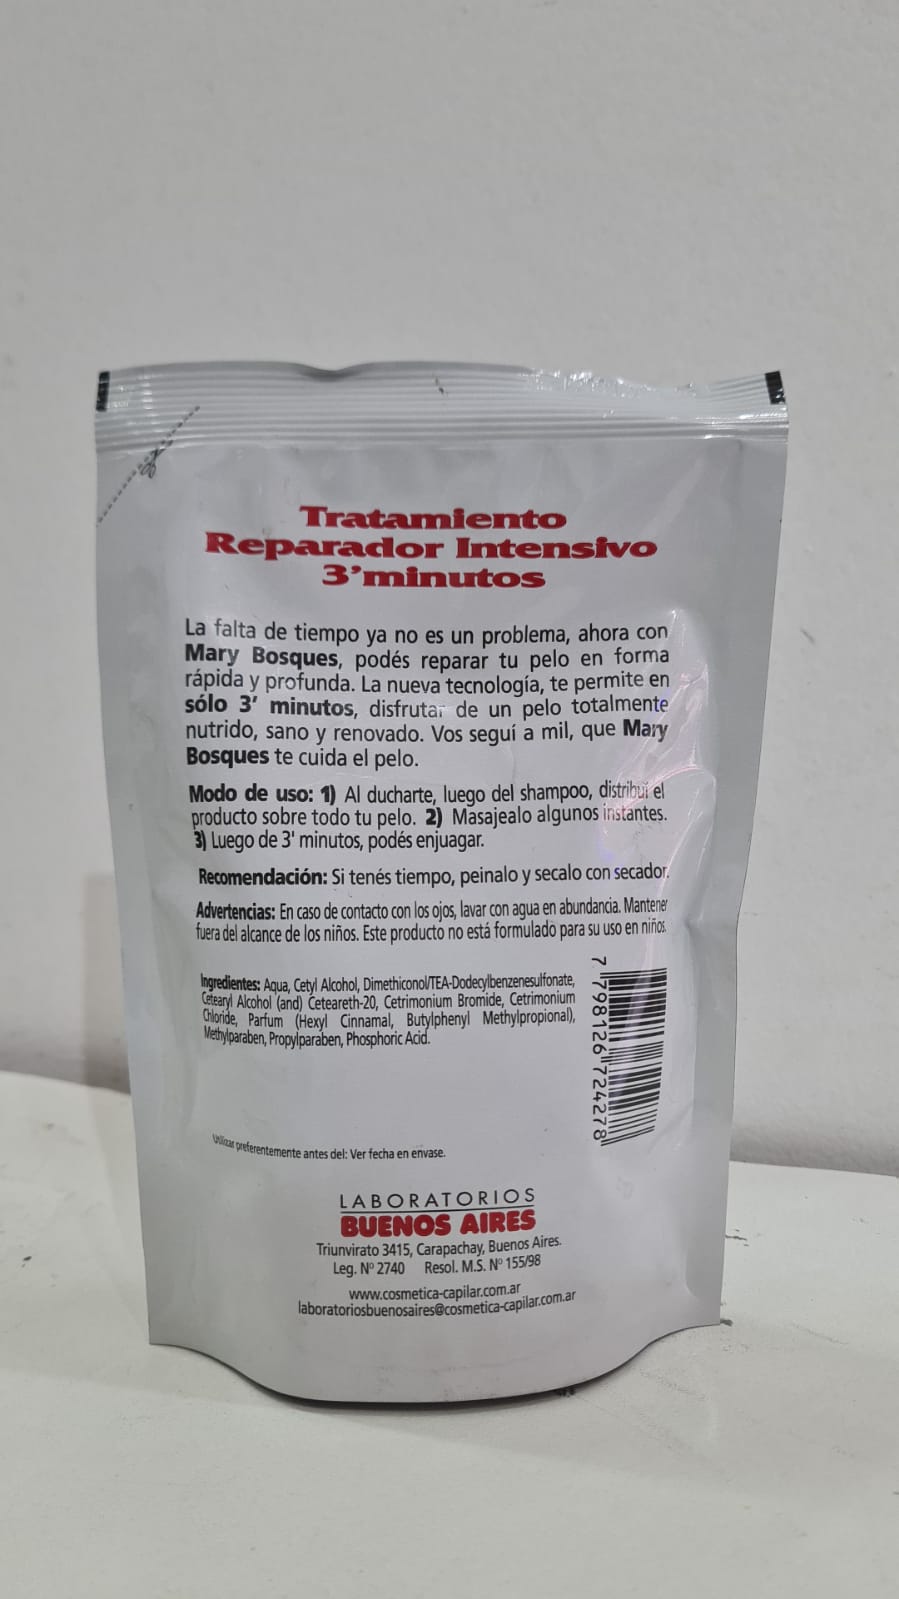 Tratamiento
Reparador Intensivo
3'minutos
La falta de tiempo ya no es un problema, ahora con
Mary Bosques, podés reparar tu pelo en forma
rápida y profunda. La nueva tecnología, te permite en
sólo 3' minutos, disfrutar de un pelo totalmente
nutrido, sano y renovado. Vos seguí a mil, que Mary
Bosques te cuida el pelo.
Modo de uso: 1) Al ducharte, luego del shampoo, distribuí el
producto sobre todo tu pelo. 2) Masajealo algunos instantes.
3) Luego de 3' minutos, podés enjuagar.
Recomendación: Si tenés tiempo, peinalo y secalo con secador.
Advertencias: En caso de contacto con los ojos, lavar con agua en abundancia. Mantener
fuera del alcance de los niños. Este producto no está formulado para su uso en niños.
Ingredientes: Aqua, Cetyl Alcohol, Dimethiconol/TEA-Dodecylbenzenesulfonate,
Cetearyl Alcohol (and) Ceteareth-20, Cetrimonium Bromide, Cetrimonium
Chloride, Parfum (Hexyl Cinnamal, Butylphenyl Methylpropional),
Methylparaben, Propylparaben, Phosphoric Acid.
7 798126 724278
Utilizar preferentemente antes del: Ver fecha en envase.
LABORATORIOS
BUENOS AIRES
Triunvirato 3415, Carapachay, Buenos Aires.
Leg. Nº 2740 Resol. M.S. Nº 155/98
www.cosmetica-capilar.com.ar
laboratoriosbuenosaires@cosmetica-capilar.com.ar